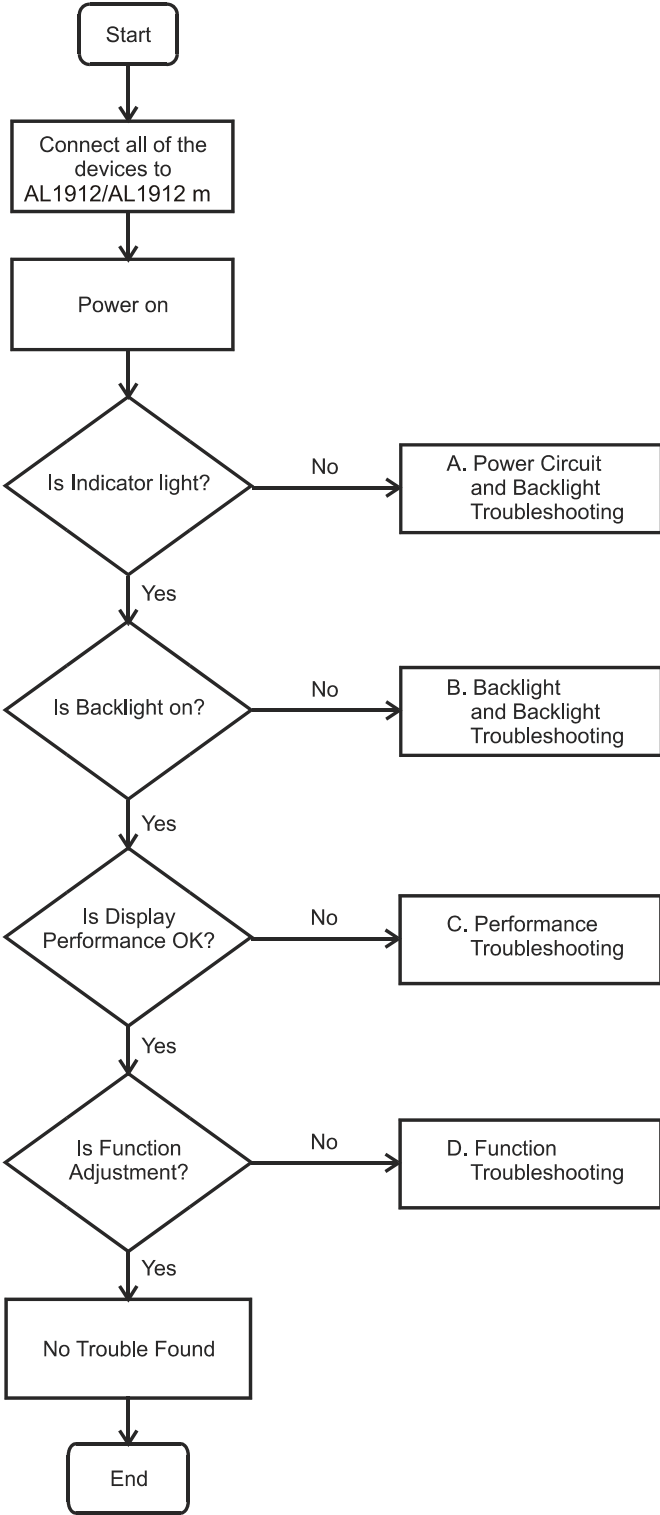 Start
Connect all of the
devices to
AL1912/AL1912 m
Power on
Is Indicator light?
No
A. Power Circuit
and Backlight
Troubleshooting
Yes
Is Backlight on?
No
B. Backlight
and Backlight
Troubleshooting
Yes
Is Display
Performance OK?
No
C. Performance
Troubleshooting
Yes
Is Function
Adjustment?
No
D. Function
Troubleshooting
Yes
No Trouble Found
End